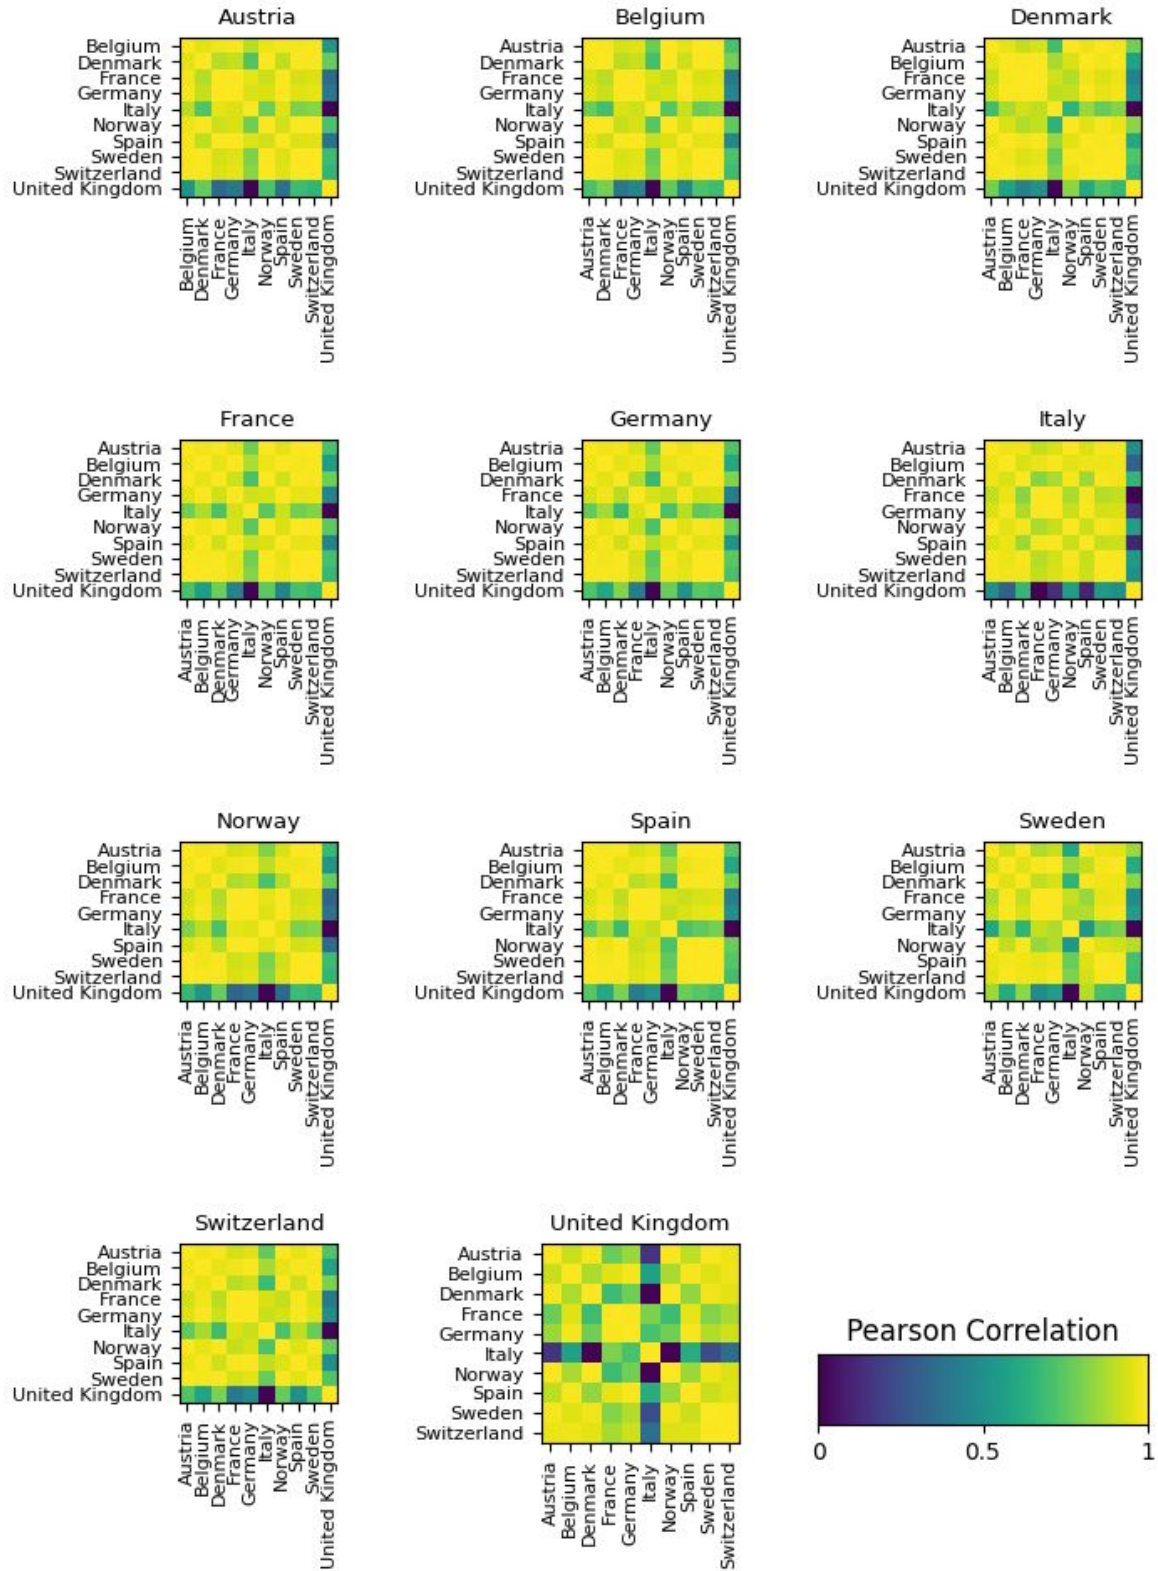 Austria
Belgium
Denmark
France
Germany
Italy
Norway
Spain
Sweden
Switzerland
United Kingdom
Belgium
Denmark
France
Germany
Italy
Norway
Spain
Sweden
Switzerland
United Kingdom
Belgium
Austria
Denmark
France
Germany
Italy
Norway
Spain
Sweden
Switzerland
United Kingdom
Austria
Denmark
France
Germany
Italy
Norway
Spain
Sweden
Switzerland
United Kingdom
Denmark
Austria
Belgium
France
Germany
Italy
Norway
Spain
Sweden
Switzerland
United Kingdom
Austria
Belgium
France
Germany
Italy
Norway
Spain
Sweden
Switzerland
United Kingdom
France
Austria
Belgium
Denmark
Germany
Italy
Norway
Spain
Sweden
Switzerland
United Kingdom
Austria
Belgium
Denmark
Germany
Italy
Norway
Spain
Sweden
Switzerland
United Kingdom
Germany
Austria
Belgium
Denmark
France
Italy
Norway
Spain
Sweden
Switzerland
United Kingdom
Austria
Belgium
Denmark
France
Italy
Norway
Spain
Sweden
Switzerland
United Kingdom
Italy
Austria
Belgium
Denmark
France
Germany
Norway
Spain
Sweden
Switzerland
United Kingdom
Austria
Belgium
Denmark
France
Germany
Norway
Spain
Sweden
Switzerland
United Kingdom
Norway
Austria
Belgium
Denmark
France
Germany
Italy
Spain
Sweden
Switzerland
United Kingdom
Austria
Belgium
Denmark
France
Germany
Italy
Spain
Sweden
Switzerland
United Kingdom
Spain
Austria
Belgium
Denmark
France
Germany
Italy
Norway
Sweden
Switzerland
United Kingdom
Austria
Belgium
Denmark
France
Germany
Italy
Norway
Sweden
Switzerland
United Kingdom
Sweden
Austria
Belgium
Denmark
France
Germany
Italy
Norway
Spain
Switzerland
United Kingdom
Austria
Belgium
Denmark
France
Germany
Italy
Norway
Spain
Switzerland
United Kingdom
Switzerland
Austria
Belgium
Denmark
France
Germany
Italy
Norway
Spain
Sweden
United Kingdom
Austria
Belgium
Denmark
France
Germany
Italy
Norway
Spain
Sweden
United Kingdom
United Kingdom
Austria
Belgium
Denmark
France
Germany
Italy
Norway
Spain
Sweden
Switzerland
Austria
Belgium
Denmark
France
Germany
Italy
Norway
Spain
Sweden
Switzerland
Pearson Correlation
0 0.5 1